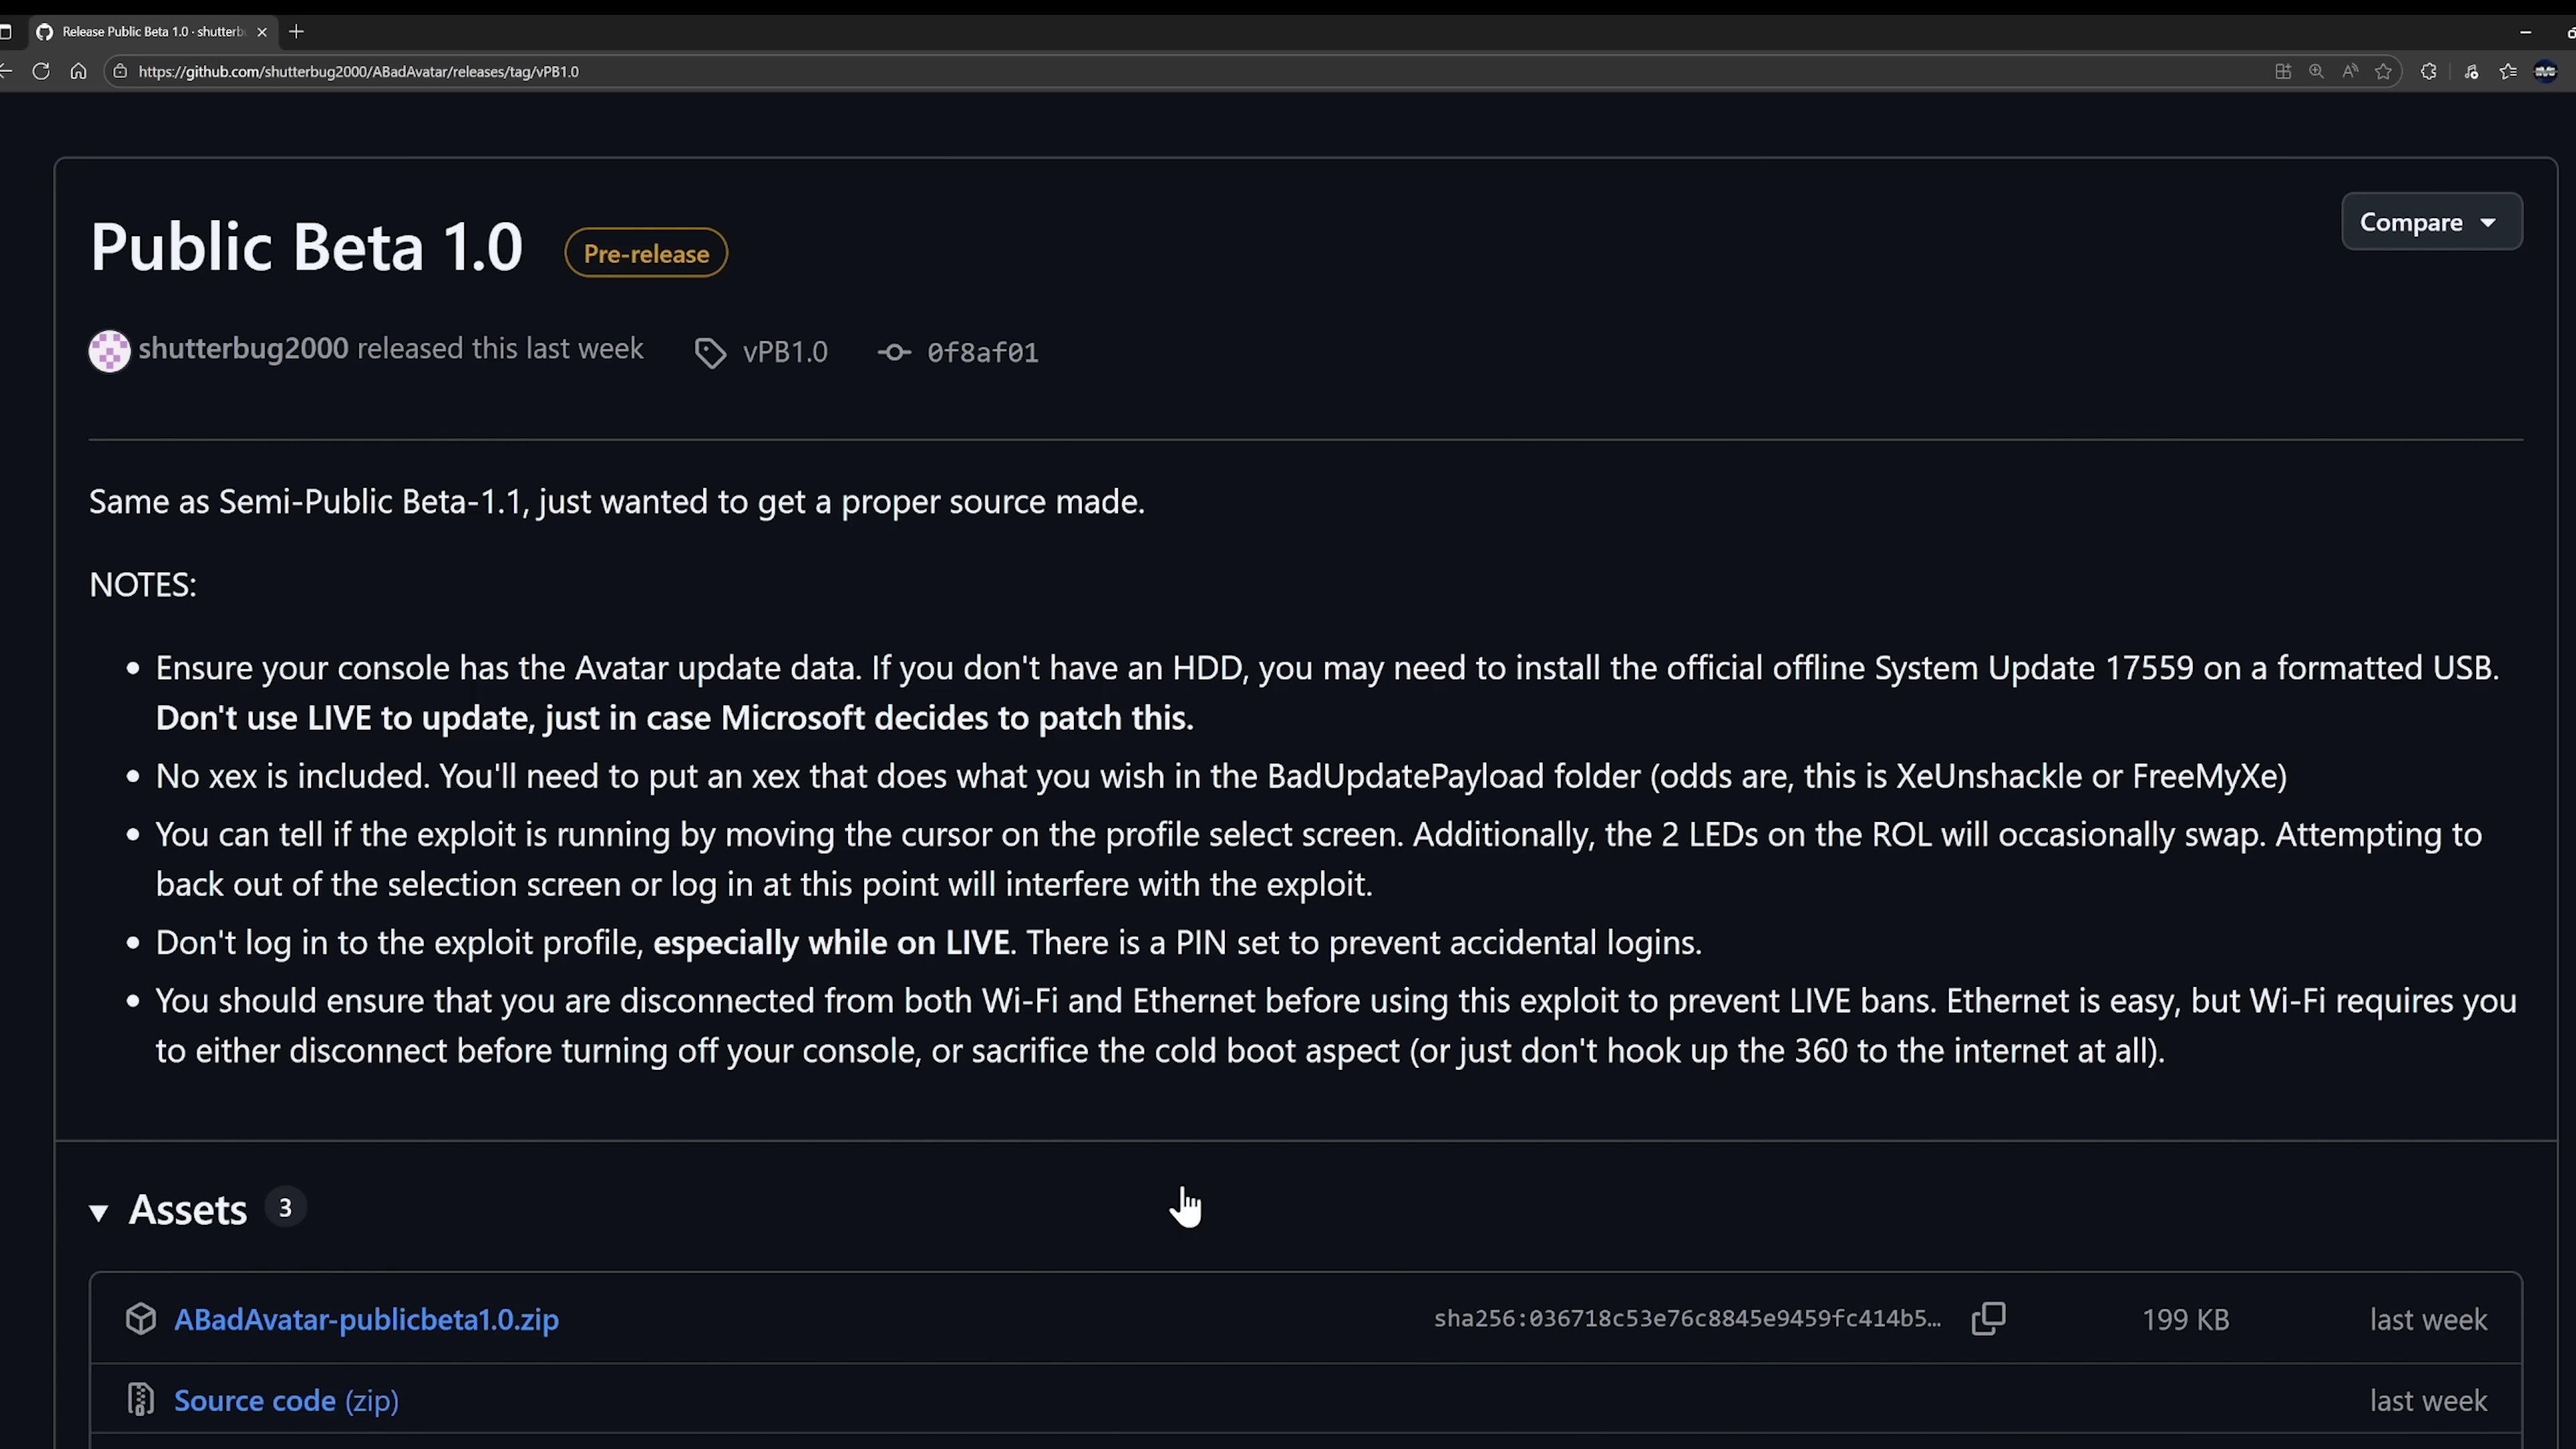 Release Public Beta 1.0 · shutterb
https://github.com/shutterbug2000/ABadAvatar/releases/tag/vPB1.0
Public Beta 1.0 Pre-release
Compare
shutterbug2000 released this last week vPB1.0 0f8af01
Same as Semi-Public Beta-1.1, just wanted to get a proper source made.
NOTES:
• Ensure your console has the Avatar update data. If you don't have an HDD, you may need to install the official offline System Update 17559 on a formatted USB.
Don't use LIVE to update, just in case Microsoft decides to patch this.
• No xex is included. You'll need to put an xex that does what you wish in the BadUpdatePayload folder (odds are, this is XeUnshackle or FreeMyXe)
• You can tell if the exploit is running by moving the cursor on the profile select screen. Additionally, the 2 LEDs on the ROL will occasionally swap. Attempting to
back out of the selection screen or log in at this point will interfere with the exploit.
• Don't log in to the exploit profile, especially while on LIVE. There is a PIN set to prevent accidental logins.
• You should ensure that you are disconnected from both Wi-Fi and Ethernet before using this exploit to prevent LIVE bans. Ethernet is easy, but Wi-Fi requires you
to either disconnect before turning off your console, or sacrifice the cold boot aspect (or just don't hook up the 360 to the internet at all).
Assets 3
ABadAvatar-publicbeta1.0.zip sha256:036718c53e76c8845e9459fc414b5… 199 KB last week
Source code (zip) last week